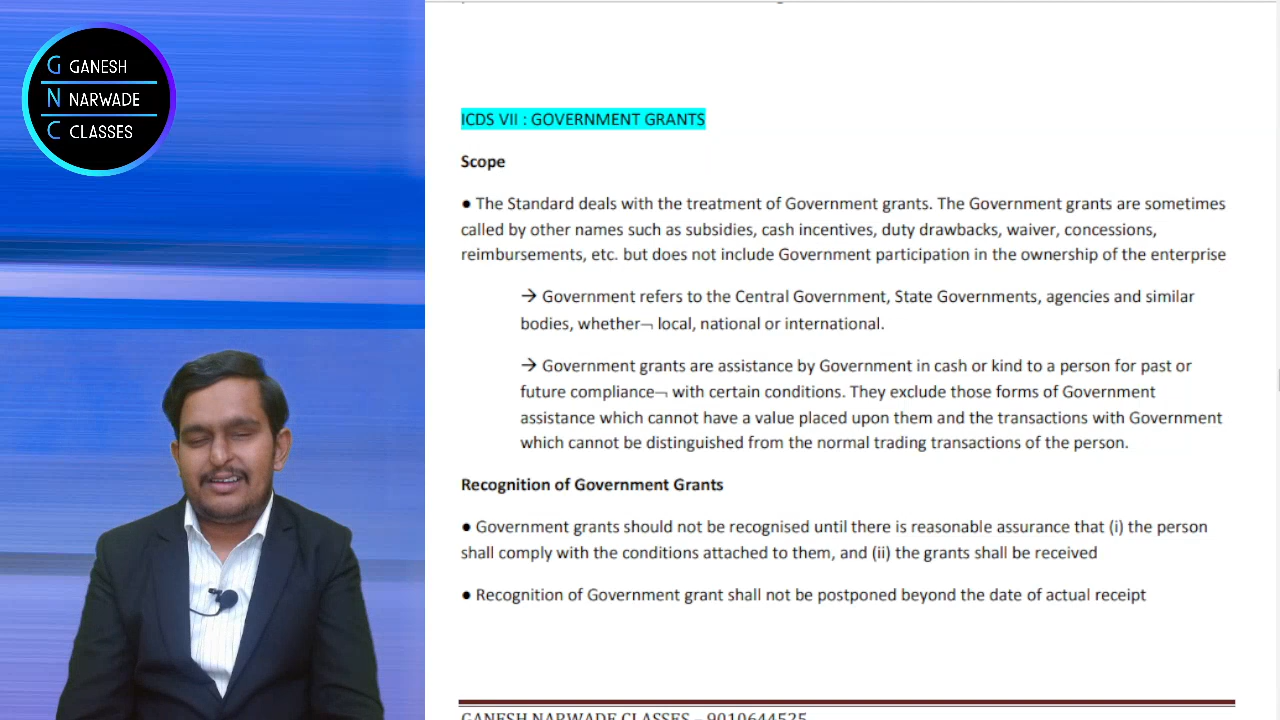 G GANESH
N NARWADE
C CLASSES
ICDS VII : GOVERNMENT GRANTS
Scope
● The Standard deals with the treatment of Government grants. The Government grants are sometimes
called by other names such as subsidies, cash incentives, duty drawbacks, waiver, concessions,
reimbursements, etc. but does not include Government participation in the ownership of the enterprise
→ Government refers to the Central Government, State Governments, agencies and similar
bodies, whether¬ local, national or international.
→ Government grants are assistance by Government in cash or kind to a person for past or
future compliance¬ with certain conditions. They exclude those forms of Government
assistance which cannot have a value placed upon them and the transactions with Government
which cannot be distinguished from the normal trading transactions of the person.
Recognition of Government Grants
● Government grants should not be recognised until there is reasonable assurance that (i) the person
shall comply with the conditions attached to them, and (ii) the grants shall be received
● Recognition of Government grant shall not be postponed beyond the date of actual receipt
GANESH NARWADE CLASSES – 9010644525